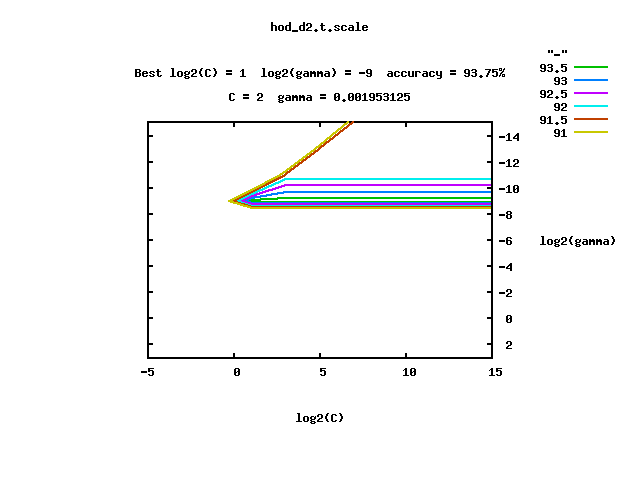 hod_d2.t.scale
"_"
Best log2(C) = 1  log2(gamma) = -9  accuracy = 93.75%
C = 2  gamma = 0.001953125
93.5
93
92.5
92
91.5
91
-14
-12
-10
-8
-6
-4
-2
0
2
log2(gamma)
-5 0 5 10 15
log2(C)